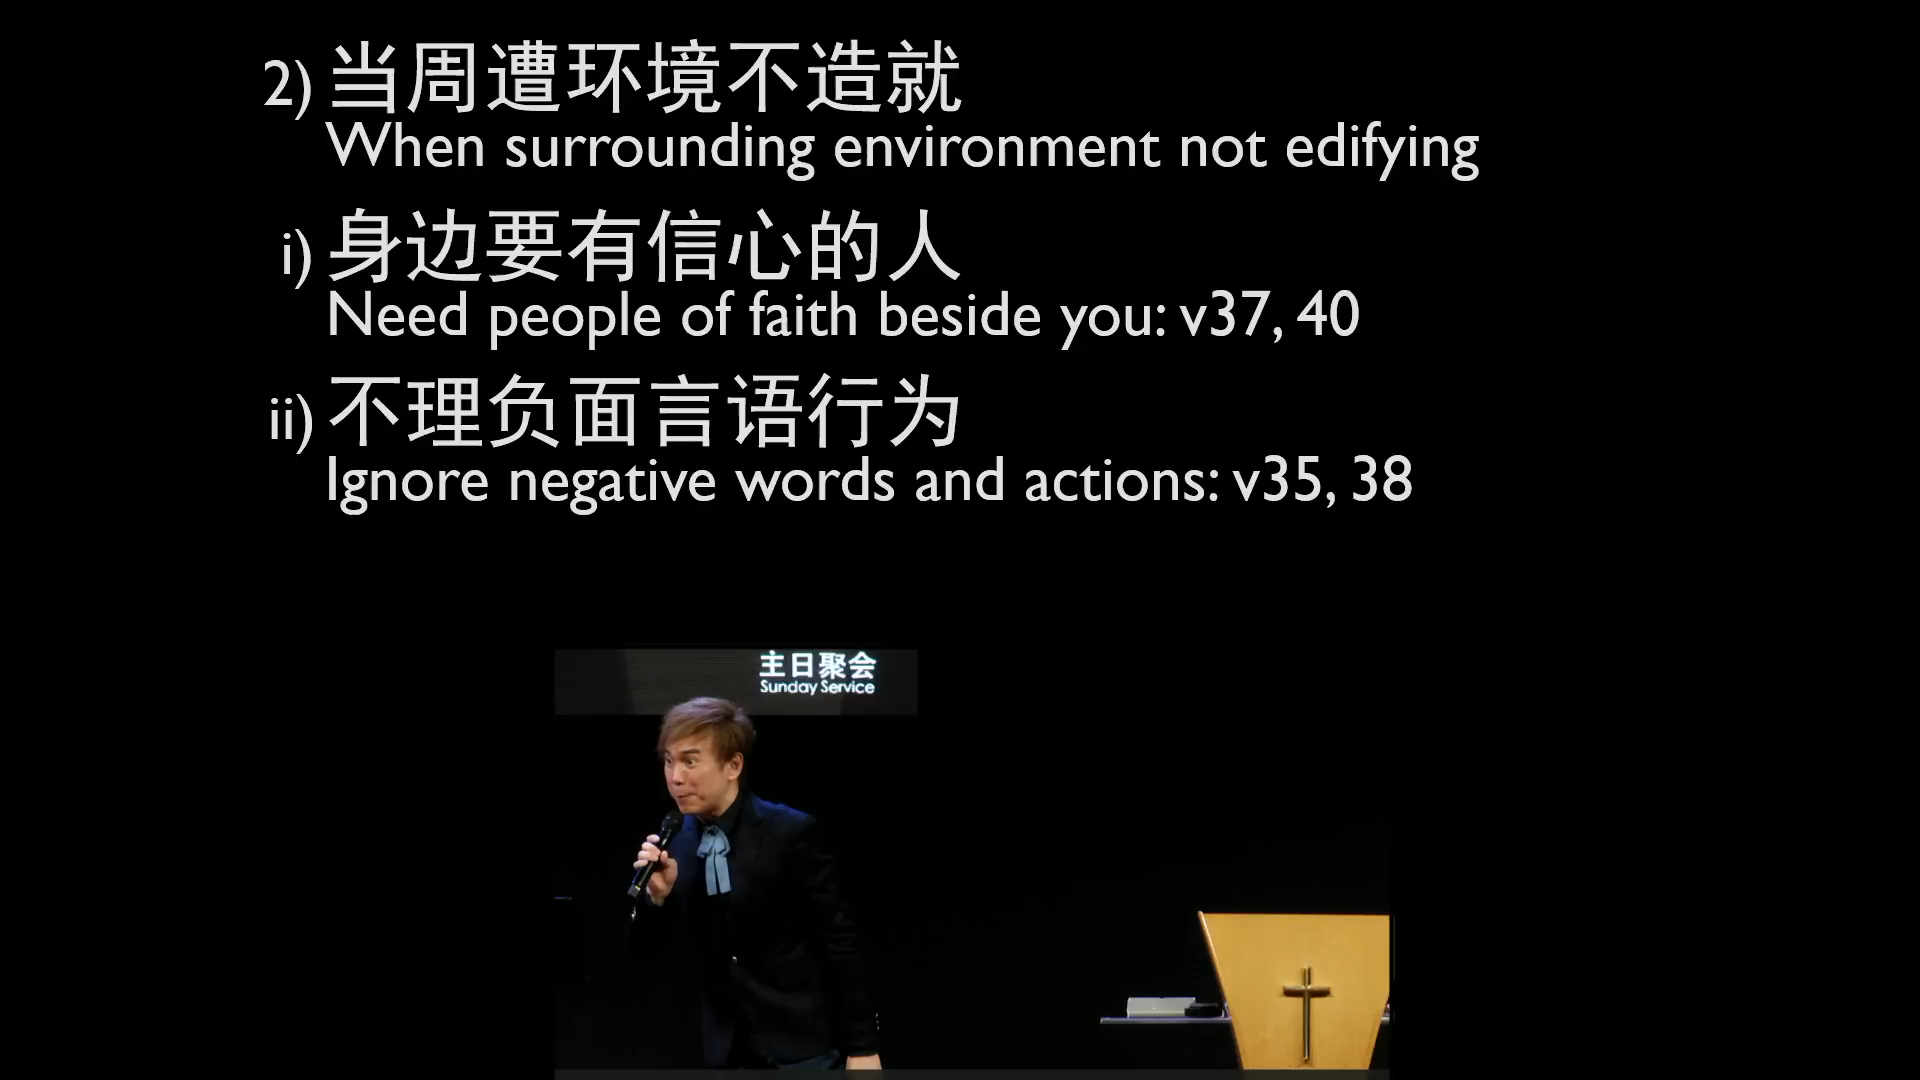 2) 当周遭环境不造就
When surrounding environment not edifying
i) 身边要有信心的人
Need people of faith beside you: v37, 40
ii) 不理负面言语行为
Ignore negative words and actions: v35, 38
主日聚会
Sunday Service